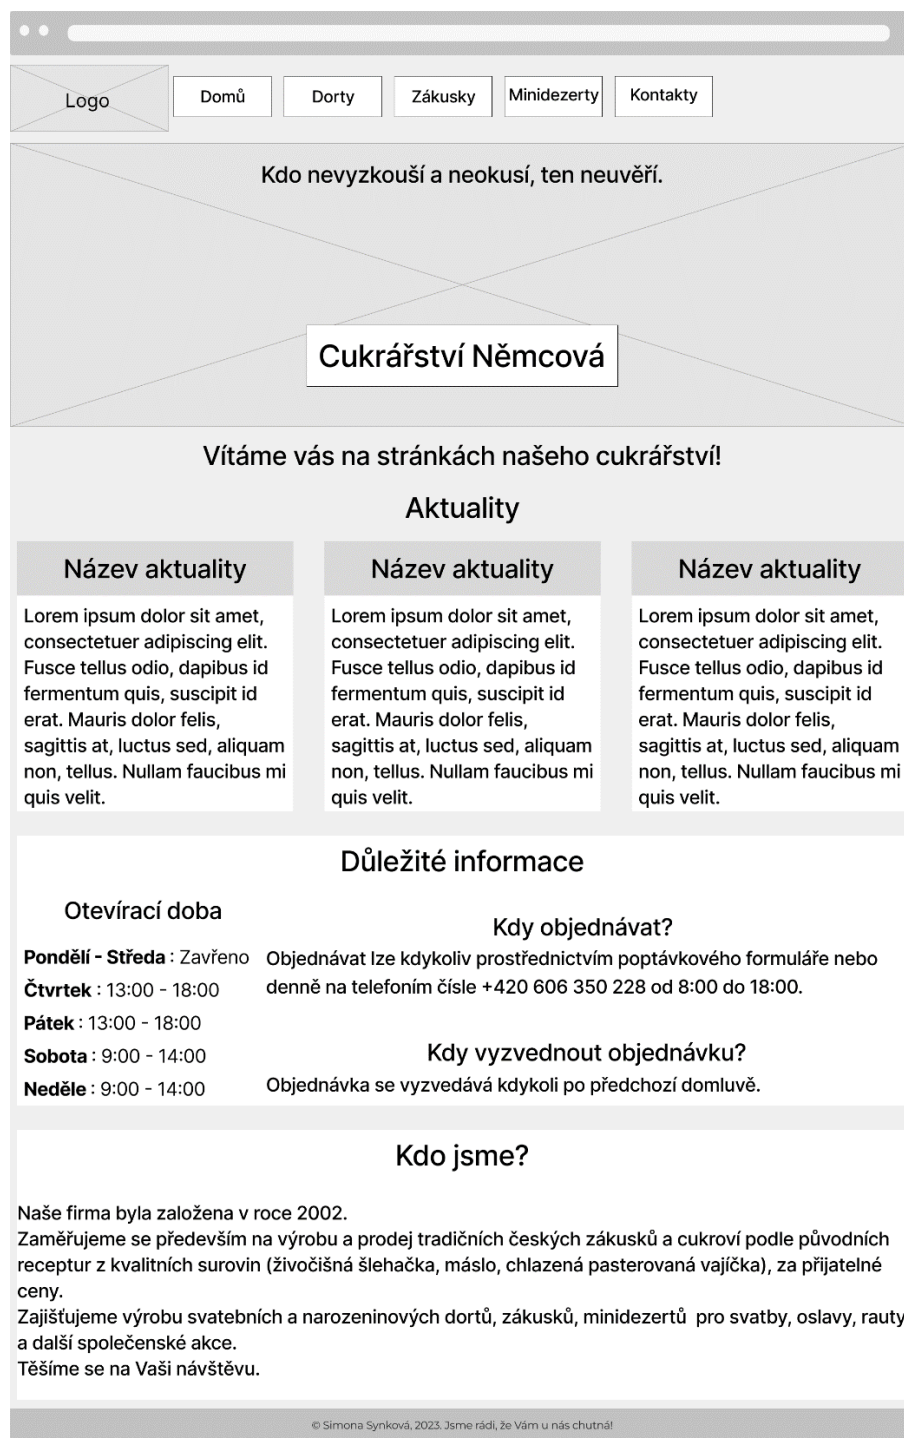 Logo
Domů
Dorty
Zákusky
Minidezerty
Kontakty
Kdo nevyzkouší a neokusí, ten neuvěří.
Cukrářství Němcová
Vítáme vás na stránkách našeho cukrářství!
Aktuality
Název aktuality
Lorem ipsum dolor sit amet,
consectetuer adipiscing elit.
Fusce tellus odio, dapibus id
fermentum quis, suscipit id
erat. Mauris dolor felis,
sagittis at, luctus sed, aliquam
non, tellus. Nullam faucibus mi
quis velit.
Název aktuality
Lorem ipsum dolor sit amet,
consectetuer adipiscing elit.
Fusce tellus odio, dapibus id
fermentum quis, suscipit id
erat. Mauris dolor felis,
sagittis at, luctus sed, aliquam
non, tellus. Nullam faucibus mi
quis velit.
Název aktuality
Lorem ipsum dolor sit amet,
consectetuer adipiscing elit.
Fusce tellus odio, dapibus id
fermentum quis, suscipit id
erat. Mauris dolor felis,
sagittis at, luctus sed, aliquam
non, tellus. Nullam faucibus mi
quis velit.
Důležité informace
Otevírací doba
Pondělí - Středa : Zavřeno
Čtvrtek : 13:00 - 18:00
Pátek : 13:00 - 18:00
Sobota : 9:00 - 14:00
Neděle : 9:00 - 14:00
Kdy objednávat?
Objednávat lze kdykoliv prostřednictvím poptávkového formuláře nebo
denně na telefoním čísle +420 606 350 228 od 8:00 do 18:00.
Kdy vyzvednout objednávku?
Objednávka se vyzvedává kdykoli po předchozí domluvě.
Kdo jsme?
Naše firma byla založena v roce 2002.
Zaměřujeme se především na výrobu a prodej tradičních českých zákusků a cukroví podle původních
receptur z kvalitních surovin (živočišná šlehačka, máslo, chlazená pasterovaná vajíčka), za přijatelné
ceny.
Zajišťujeme výrobu svatebních a narozeninových dortů, zákusků, minidezertů pro svatby, oslavy, rauty
a další společenské akce.
Těšíme se na Vaši návštěvu.
© Simona Synková, 2023. Jsme rádi, že Vám u nás chutná!